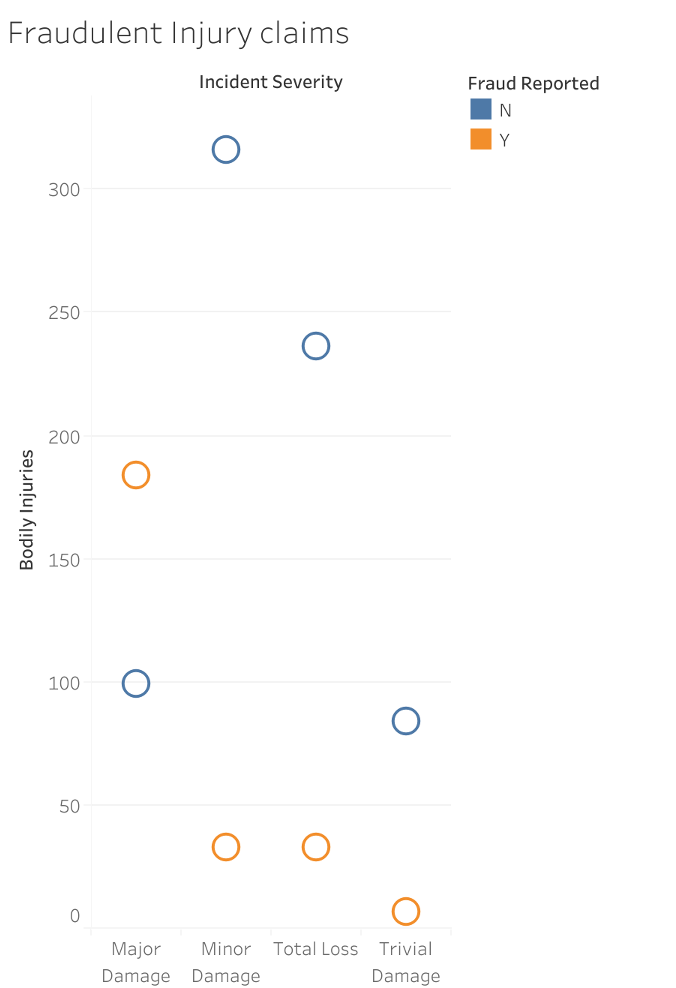 Fraudulent Injury claims
Incident Severity
Fraud Reported
N
Y
300
250
200
150
100
50
0
Bodily Injuries
Major
Damage
Minor
Damage
Total Loss
Trivial
Damage